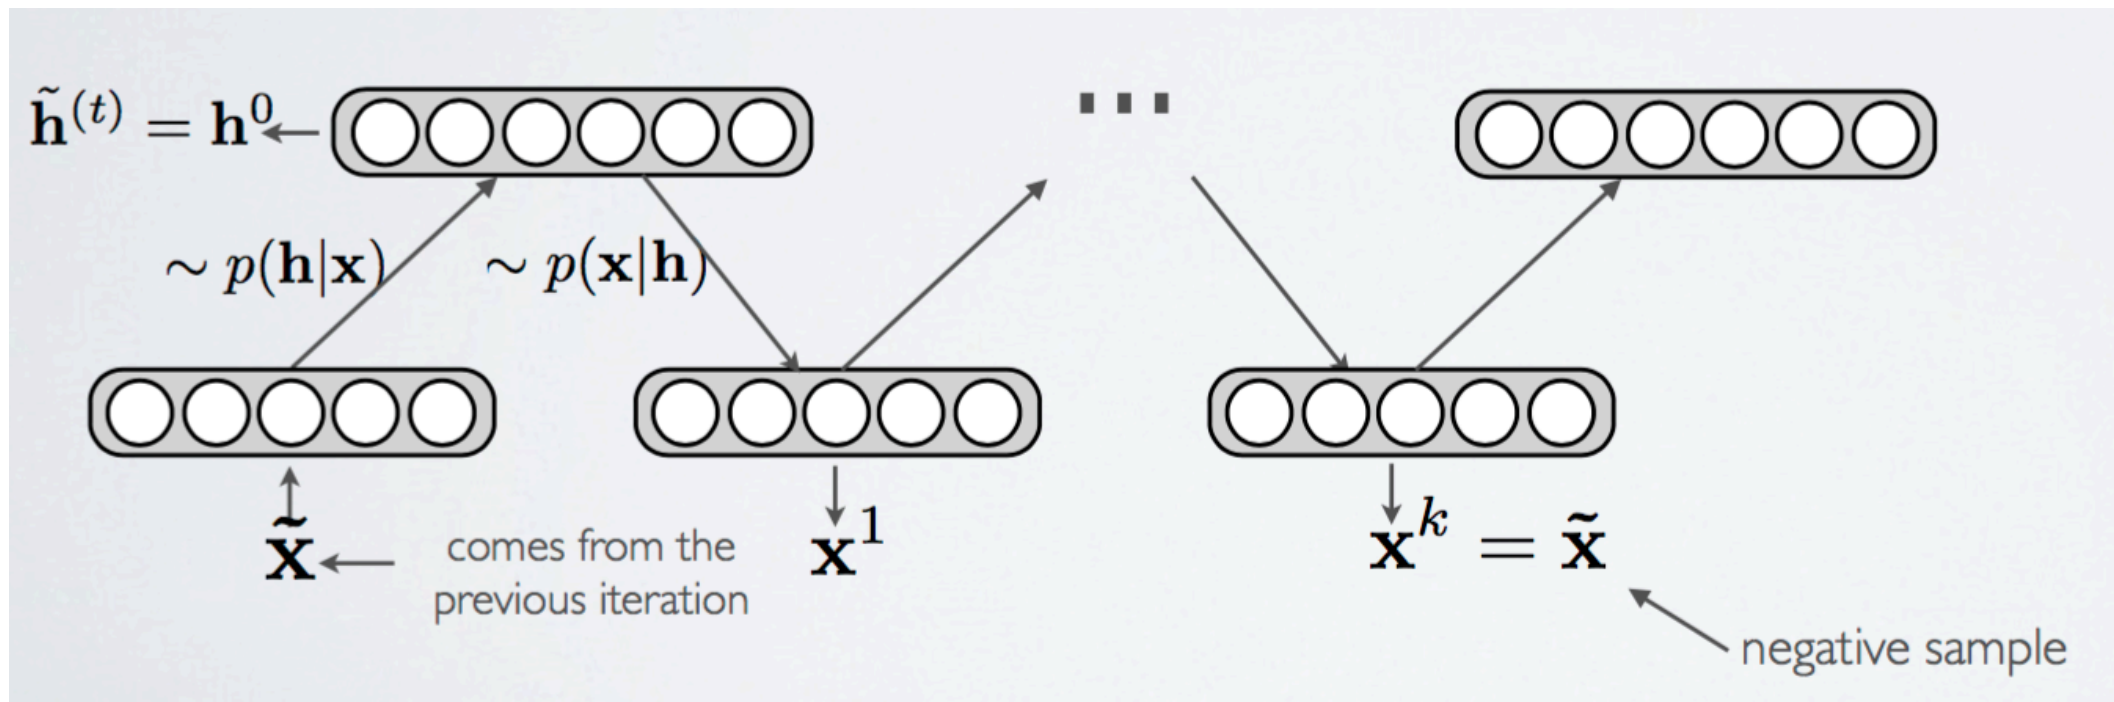 h̃^(t) = h^0
...
~ p(h|x)
~ p(x|h)
x̃
comes from the
previous iteration
x^1
x^k = x̃
negative sample